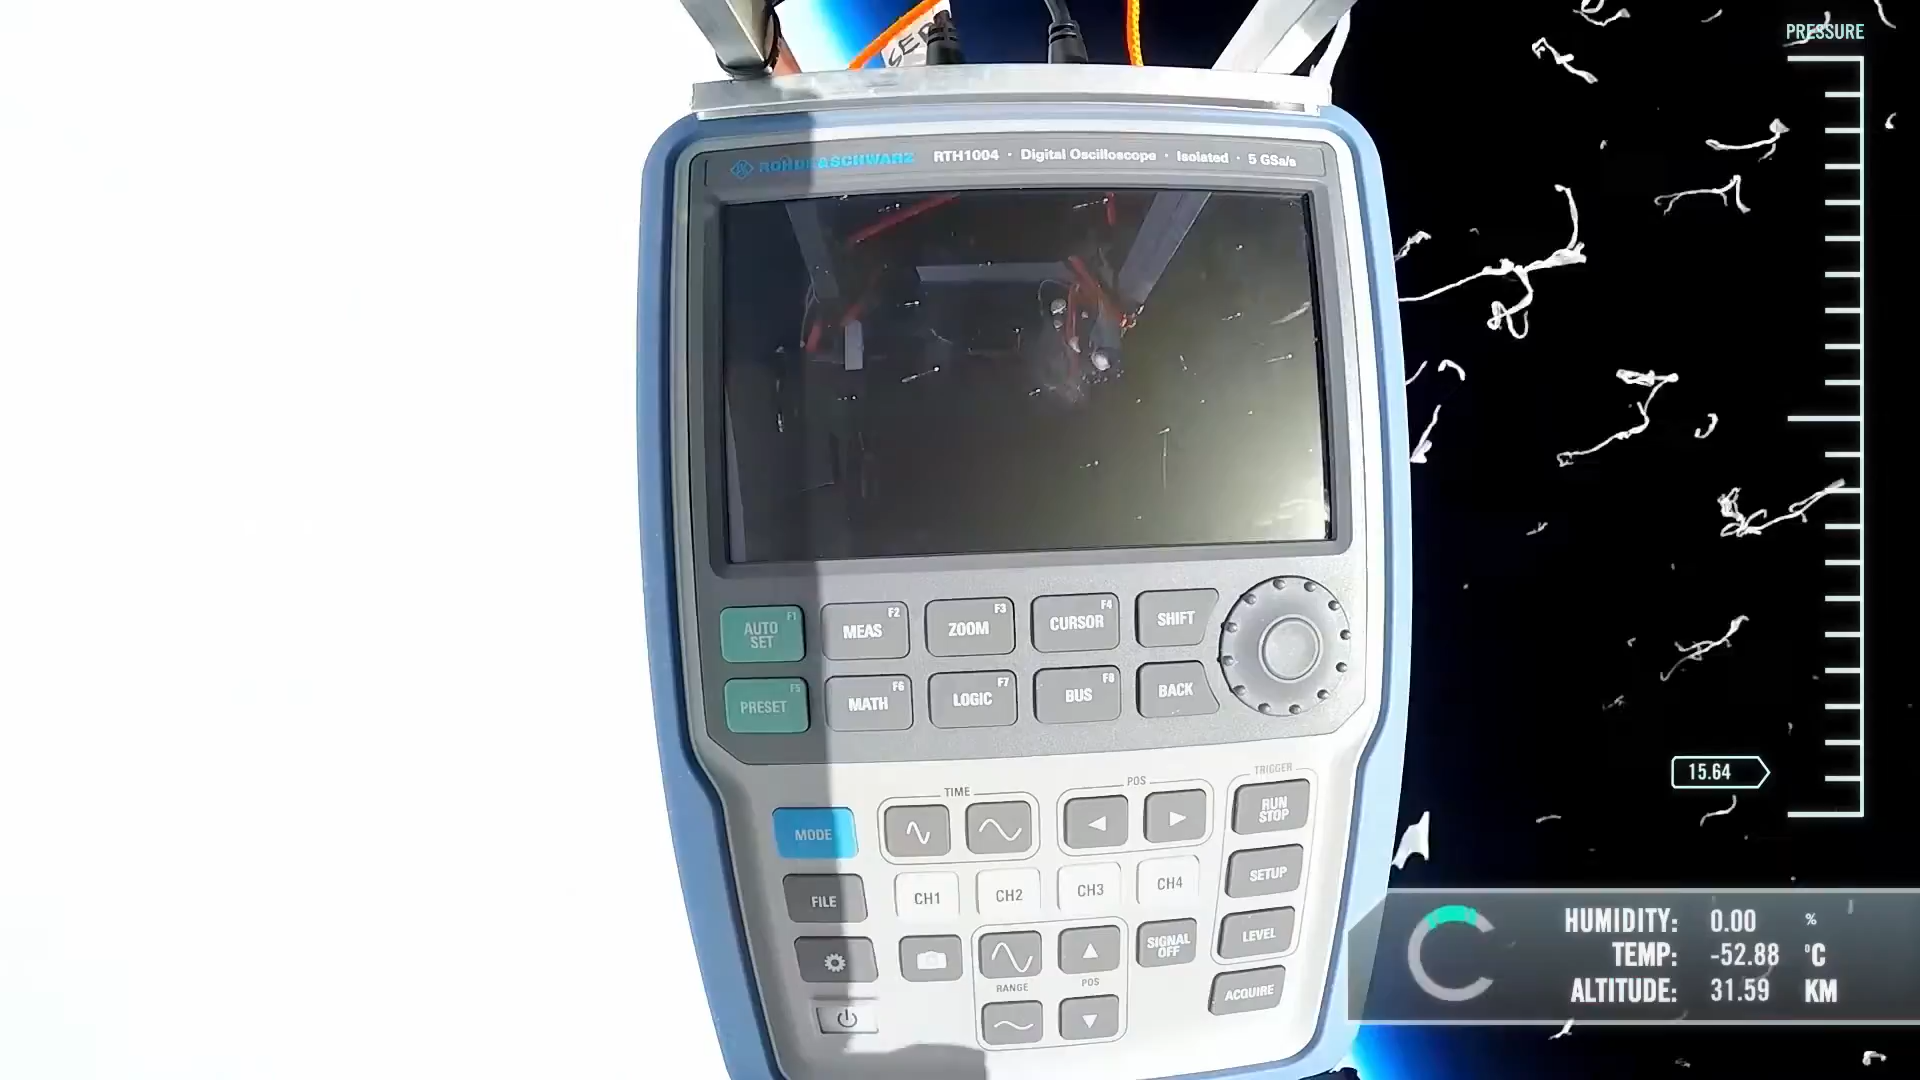 PRESSURE
ROHDE&SCHWARZ RTH1004 · Digital Oscilloscope · Isolated · 5 GSa/s
AUTO SET F1
MEAS F2
ZOOM F3
CURSOR F4
SHIFT
PRESET F5
MATH F6
LOGIC F7
BUS F8
BACK
15.64
TIME
POS
TRIGGER
MODE
RUN STOP
FILE
CH1
CH2
CH3
CH4
SETUP
SIGNAL OFF
LEVEL
RANGE
POS
ACQUIRE
HUMIDITY: 0.00 %
TEMP: -52.88 °C
ALTITUDE: 31.59 KM